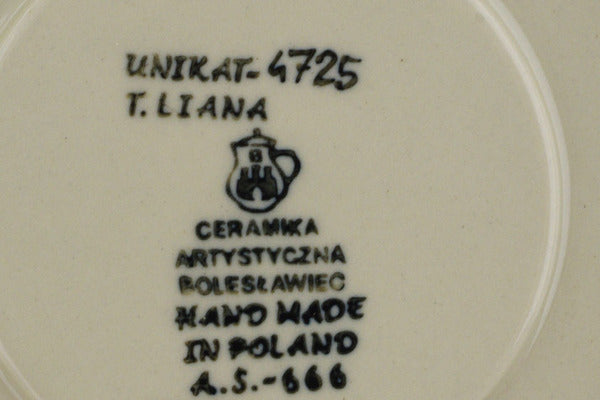 UNIKAT-4725
T. LIANA
B
CERAMIKA
ARTYSTYCZNA
BOLESŁAWIEC
HAND MADE
IN POLAND
A.S.-666